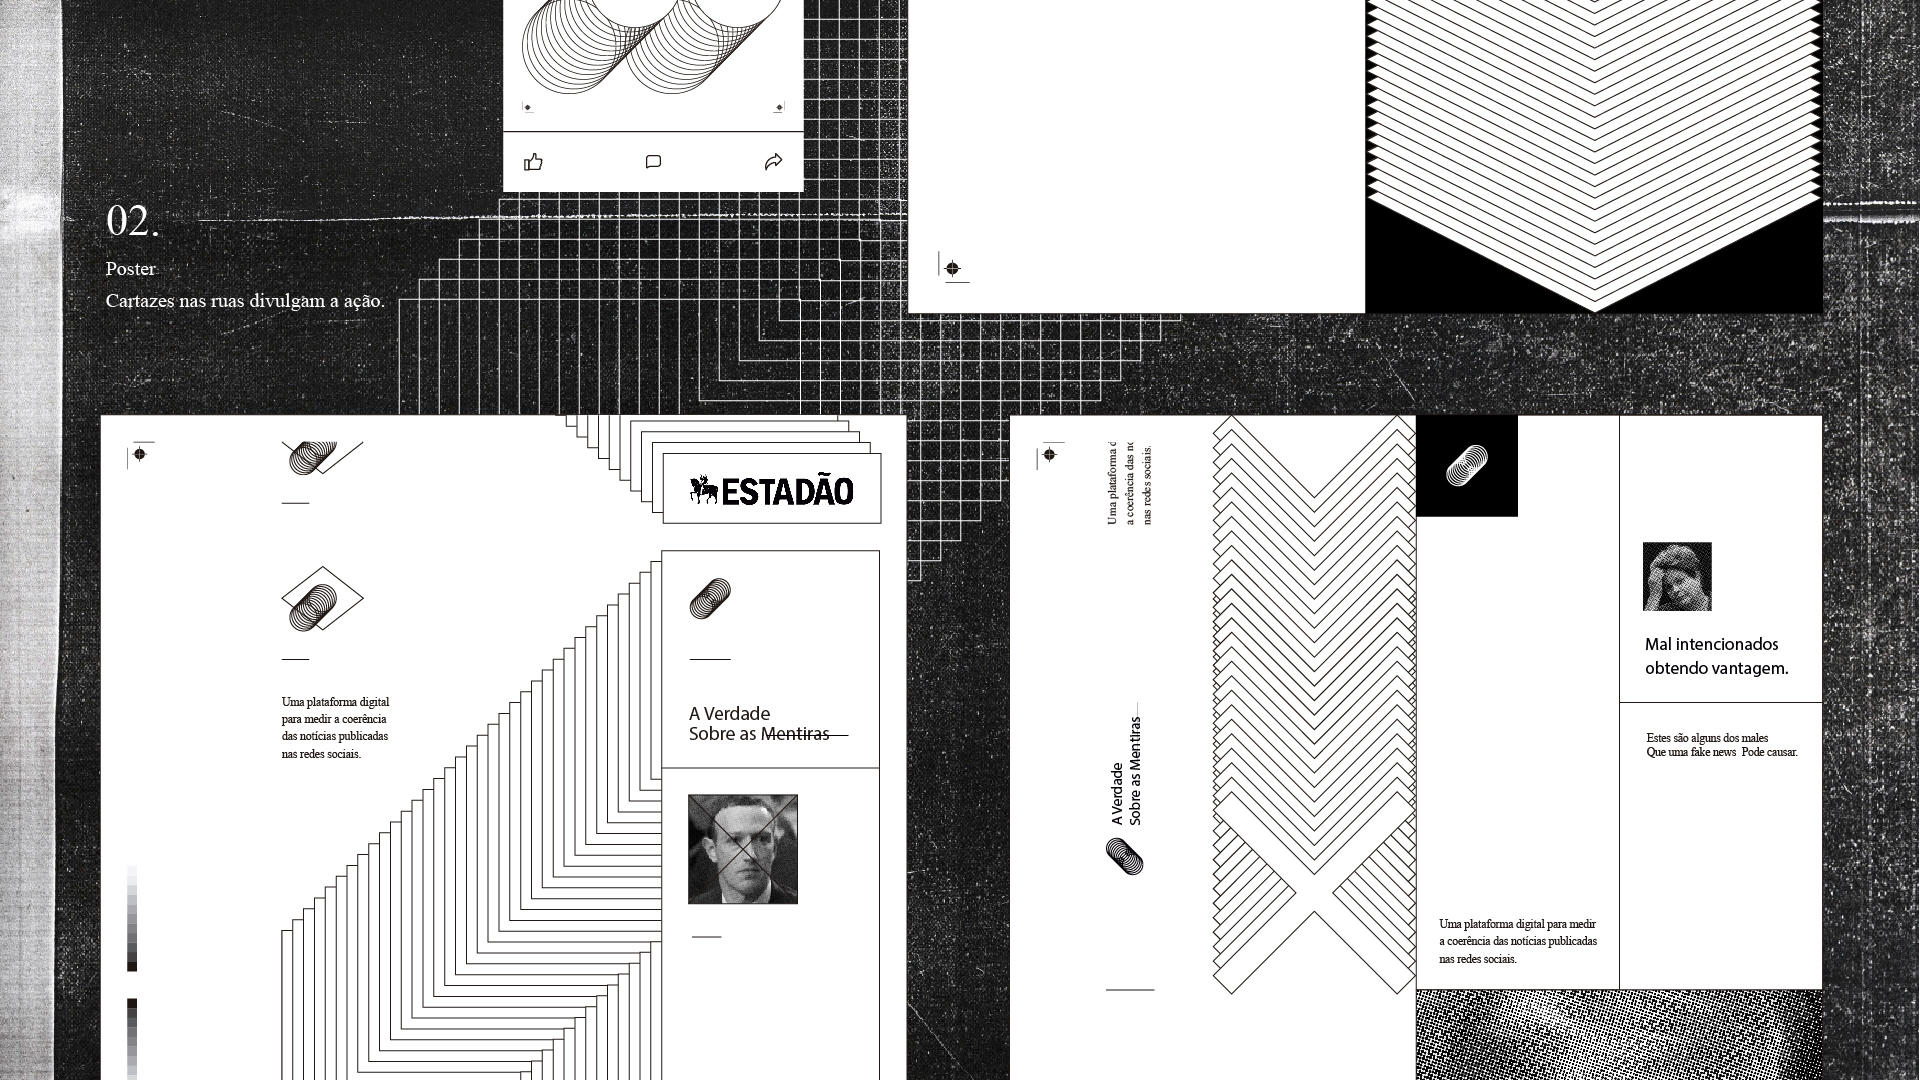 02.
Poster
Cartazes nas ruas divulgam a ação.
ESTADÃO
Uma plataforma digital
para medir a coerência
das notícias publicadas
nas redes sociais.
A Verdade
Sobre as Mentiras
Uma plataforma d
a coerência das no
nas redes sociais.
A Verdade
Sobre as Mentiras
Mal intencionados
obtendo vantagem.
Estes são alguns dos males
Que uma fake news Pode causar.
Uma plataforma digital para medir
a coerência das notícias publicadas
nas redes sociais.